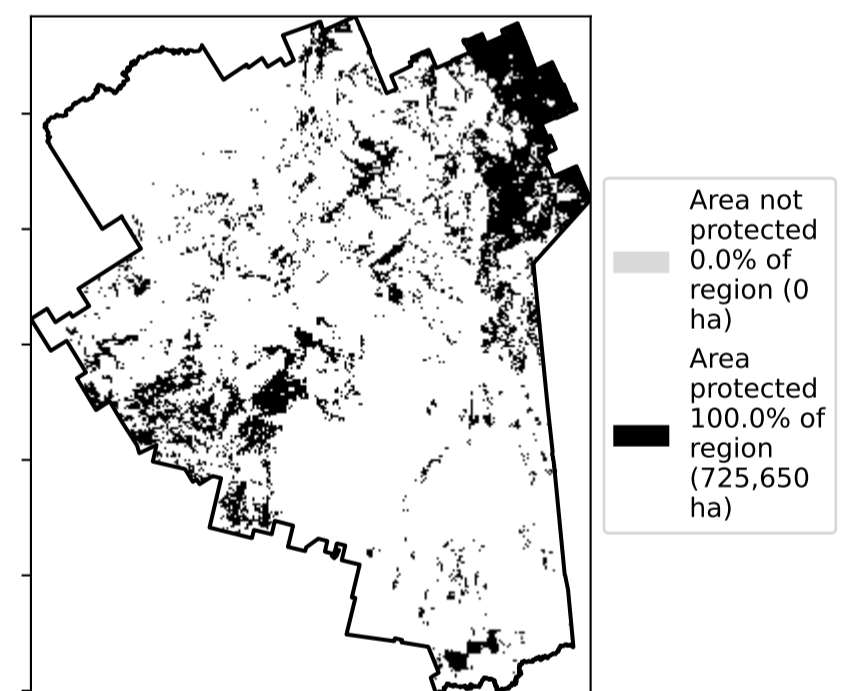 Area not
protected
0.0% of
region (0
ha)
Area
protected
100.0% of
region
(725,650
ha)